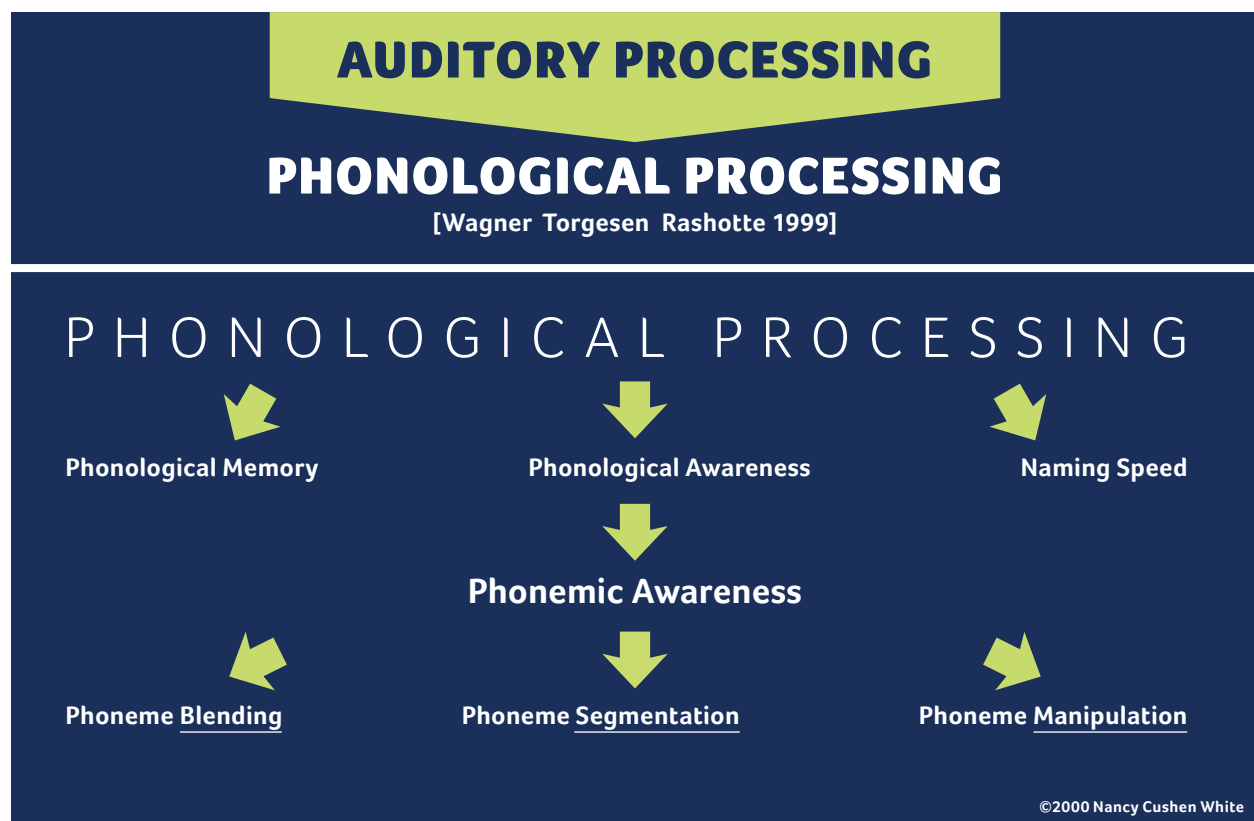 AUDITORY PROCESSING
PHONOLOGICAL PROCESSING
[Wagner Torgesen Rashotte 1999]
PHONOLOGICAL PROCESSING
Phonological Memory
Phonological Awareness
Naming Speed
Phonemic Awareness
Phoneme Blending
Phoneme Segmentation
Phoneme Manipulation
©2000 Nancy Cushen White